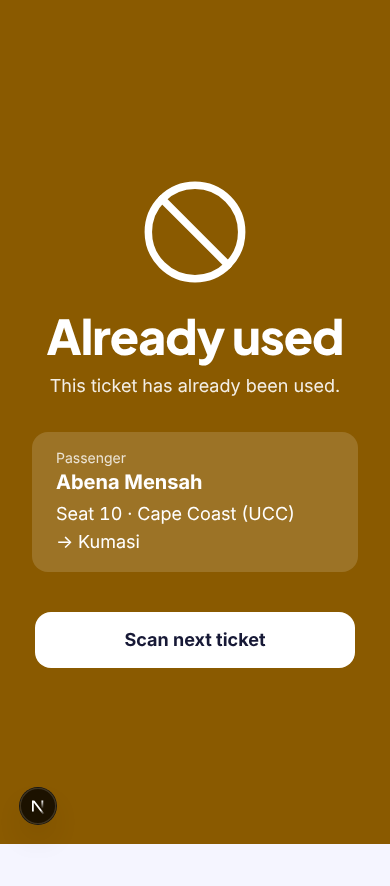 Already used
This ticket has already been used.
Passenger
Abena Mensah
Seat 10 · Cape Coast (UCC)
→ Kumasi
Scan next ticket
N